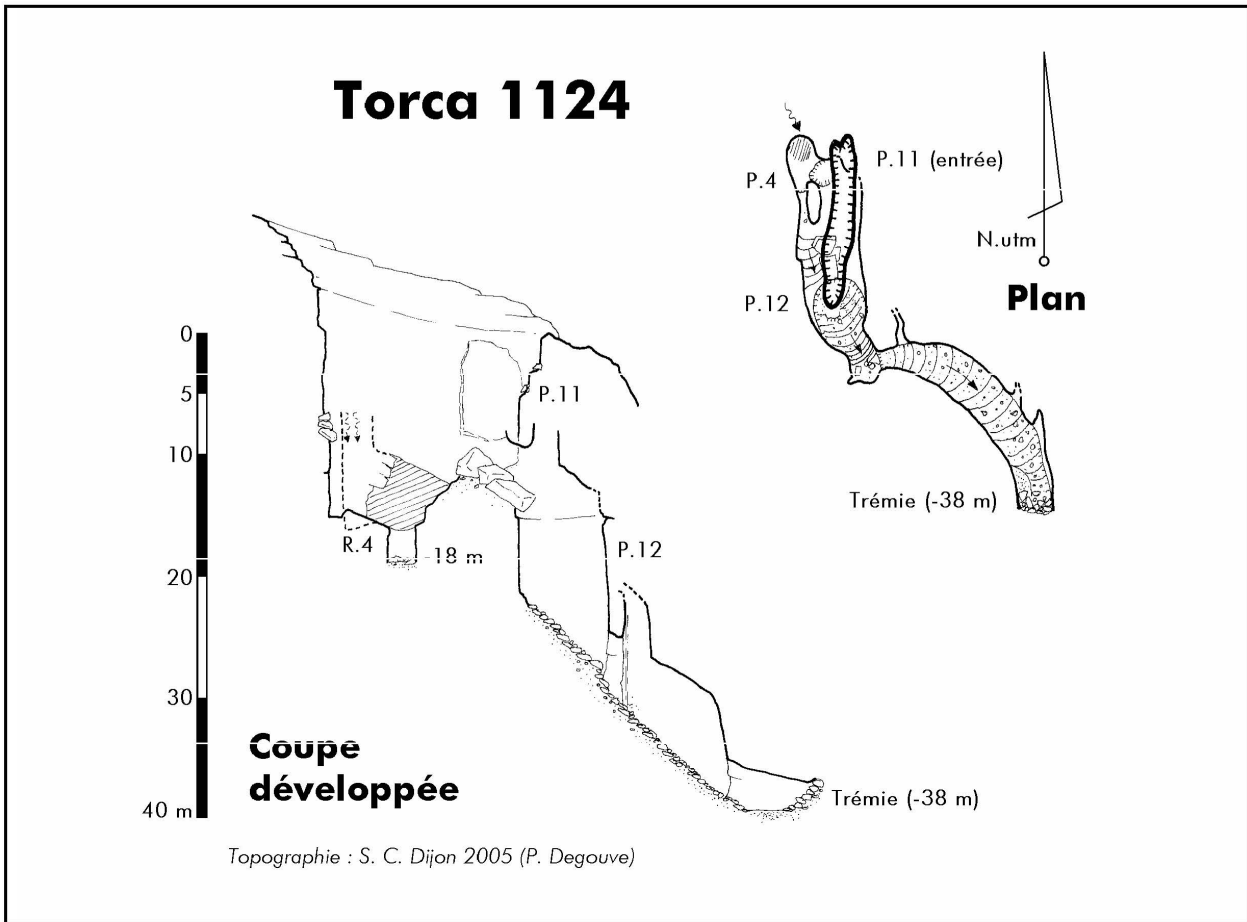 Torca 1124
P.11 (entrée)
P.4
N.utm
P.12
Plan
Trémie (-38 m)
0
5
10
20
30
40 m
P.11
R.4
-18 m
P.12
Trémie (-38 m)
Coupe
développée
Topographie : S. C. Dijon 2005 (P. Degouve)